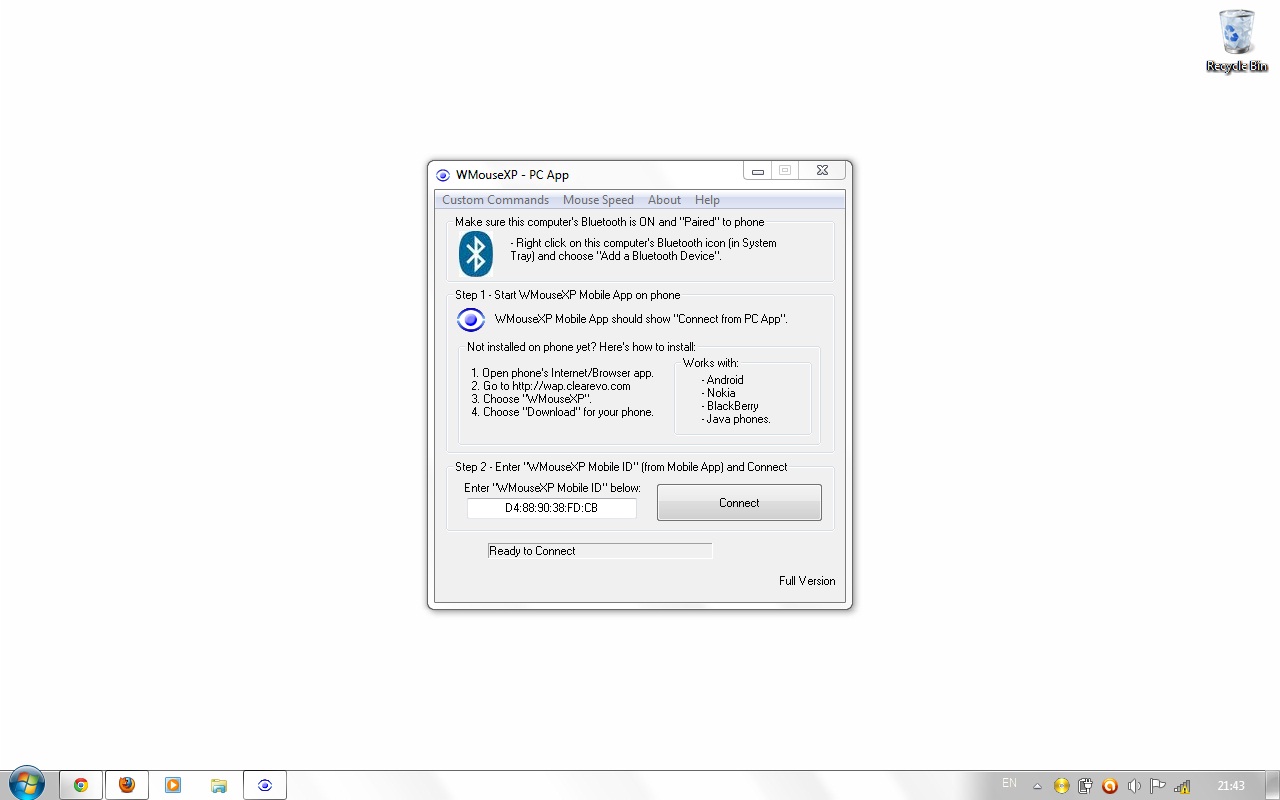 Recycle Bin
WMouseXP - PC App
Custom Commands Mouse Speed About Help
Make sure this computer's Bluetooth is ON and "Paired" to phone
- Right click on this computer's Bluetooth icon (in System
Tray) and choose "Add a Bluetooth Device".
Step 1 - Start WMouseXP Mobile App on phone
WMouseXP Mobile App should show "Connect from PC App".
Not installed on phone yet? Here's how to install:
1. Open phone's Internet/Browser app.
2. Go to http://wap.clearevo.com
3. Choose "WMouseXP".
4. Choose "Download" for your phone.
Works with:
- Android
- Nokia
- BlackBerry
- Java phones.
Step 2 - Enter "WMouseXP Mobile ID" (from Mobile App) and Connect
Enter "WMouseXP Mobile ID" below:
D4:88:90:38:FD:CB
Connect
Ready to Connect
Full Version
EN
21:43